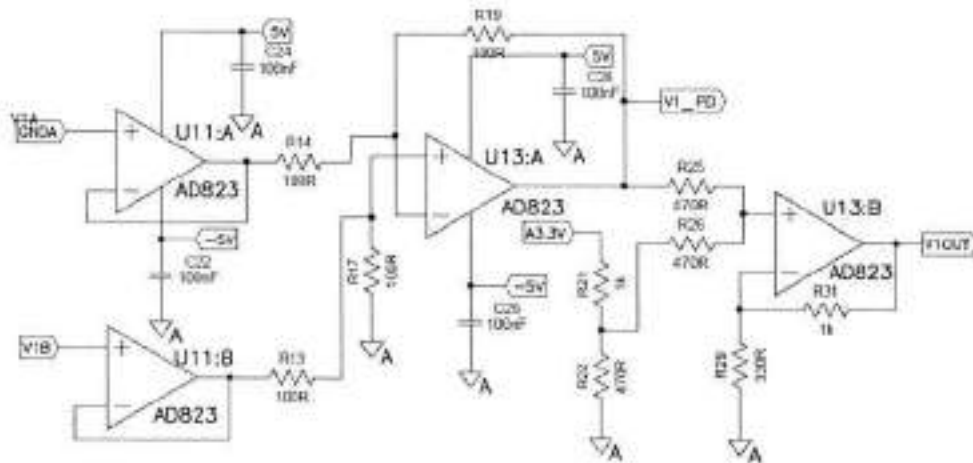 5V
C24
100nF
V1A
GNDA
U11:A
AD823
-5V
C22
100nF
A
A
R14
100R
R19
100R
5V
C28
100nF
A
V1_PD
U13:A
AD823
R17
100R
A
-5V
C25
100nF
A
V1B
U11:B
AD823
R13
100R
A3.3V
R21
1k
R22
470R
A
R25
470R
R26
470R
U13:B
AD823
V1OUT
R31
1k
R29
330R
A